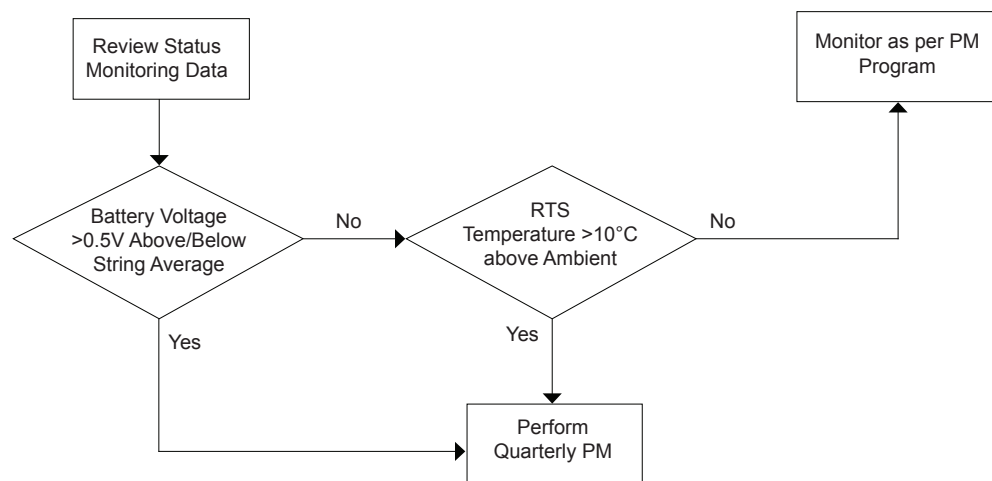 Review Status
Monitoring Data
Monitor as per PM
Program
Battery Voltage
>0.5V Above/Below
String Average
No
RTS
Temperature >10°C
above Ambient
No
Yes
Yes
Perform
Quarterly PM